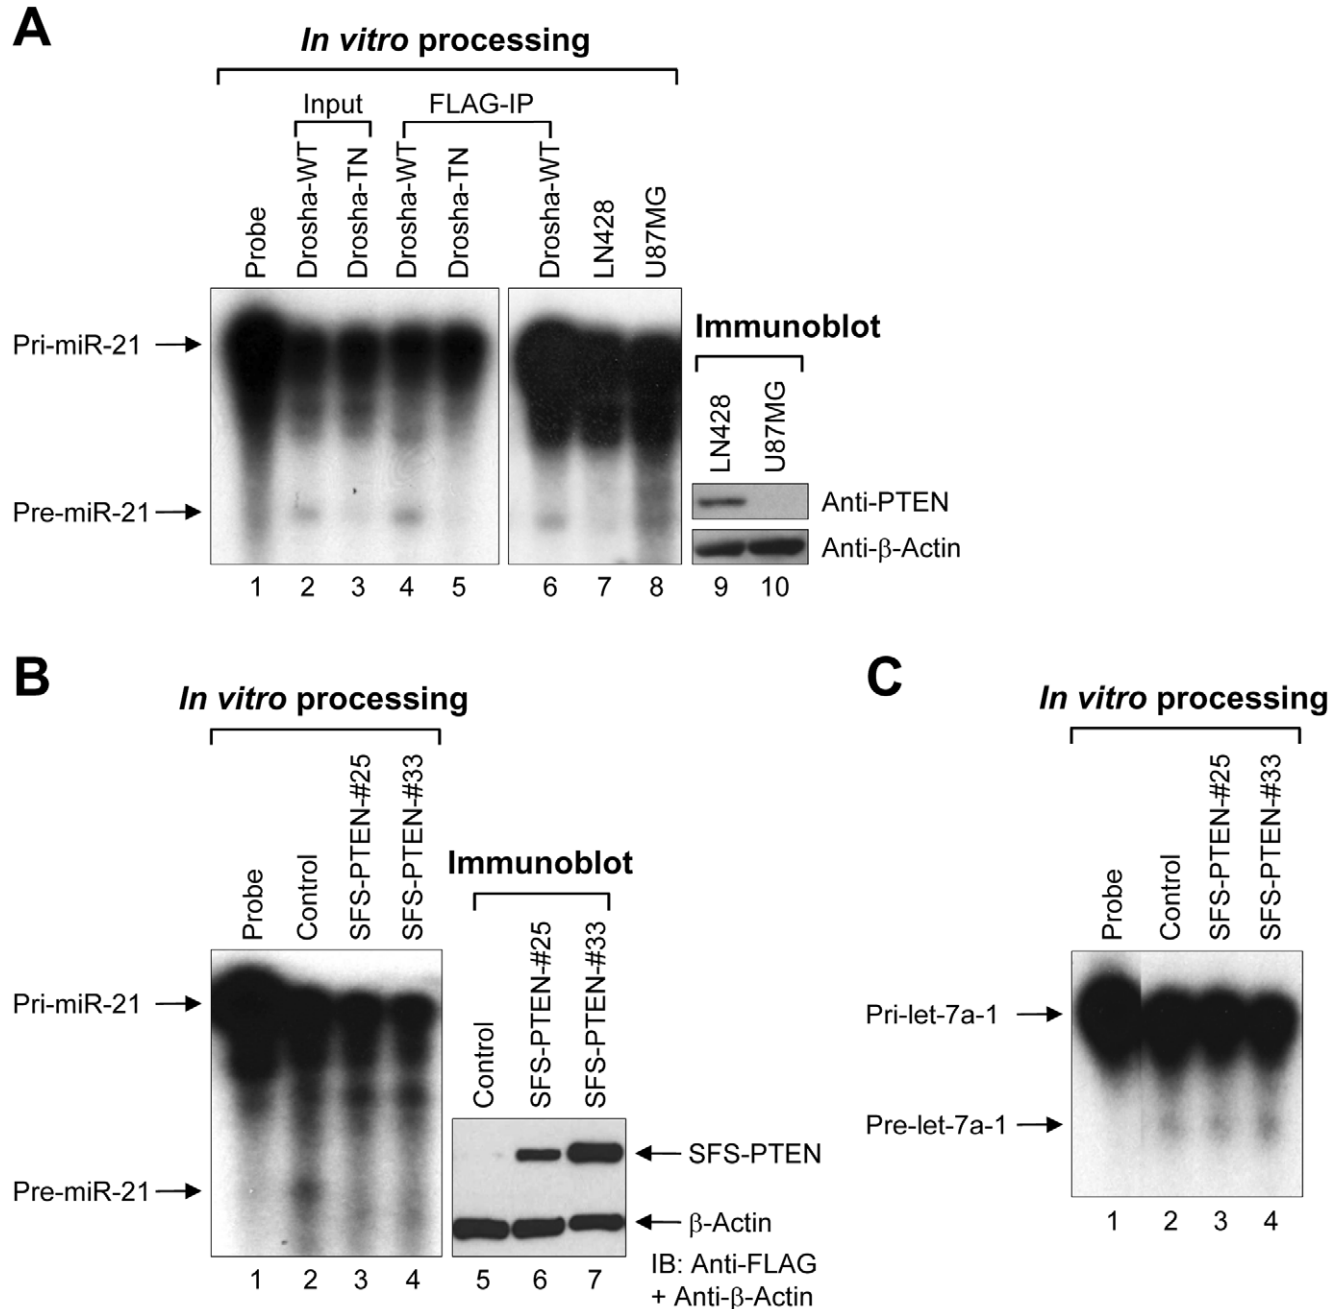 A
In vitro processing
Input
FLAG-IP
Probe
Drosha-WT
Drosha-TN
Drosha-WT
Drosha-TN
Drosha-WT
LN428
U87MG
Pri-miR-21
Pre-miR-21
1 2 3 4 5 6 7 8
Immunoblot
LN428
U87MG
Anti-PTEN
Anti-β-Actin
9 10
B
In vitro processing
Probe
Control
SFS-PTEN-#25
SFS-PTEN-#33
Pri-miR-21
Pre-miR-21
1 2 3 4
Immunoblot
Control
SFS-PTEN-#25
SFS-PTEN-#33
SFS-PTEN
β-Actin
5 6 7
IB: Anti-FLAG
+ Anti-β-Actin
C
In vitro processing
Probe
Control
SFS-PTEN-#25
SFS-PTEN-#33
Pri-let-7a-1
Pre-let-7a-1
1 2 3 4